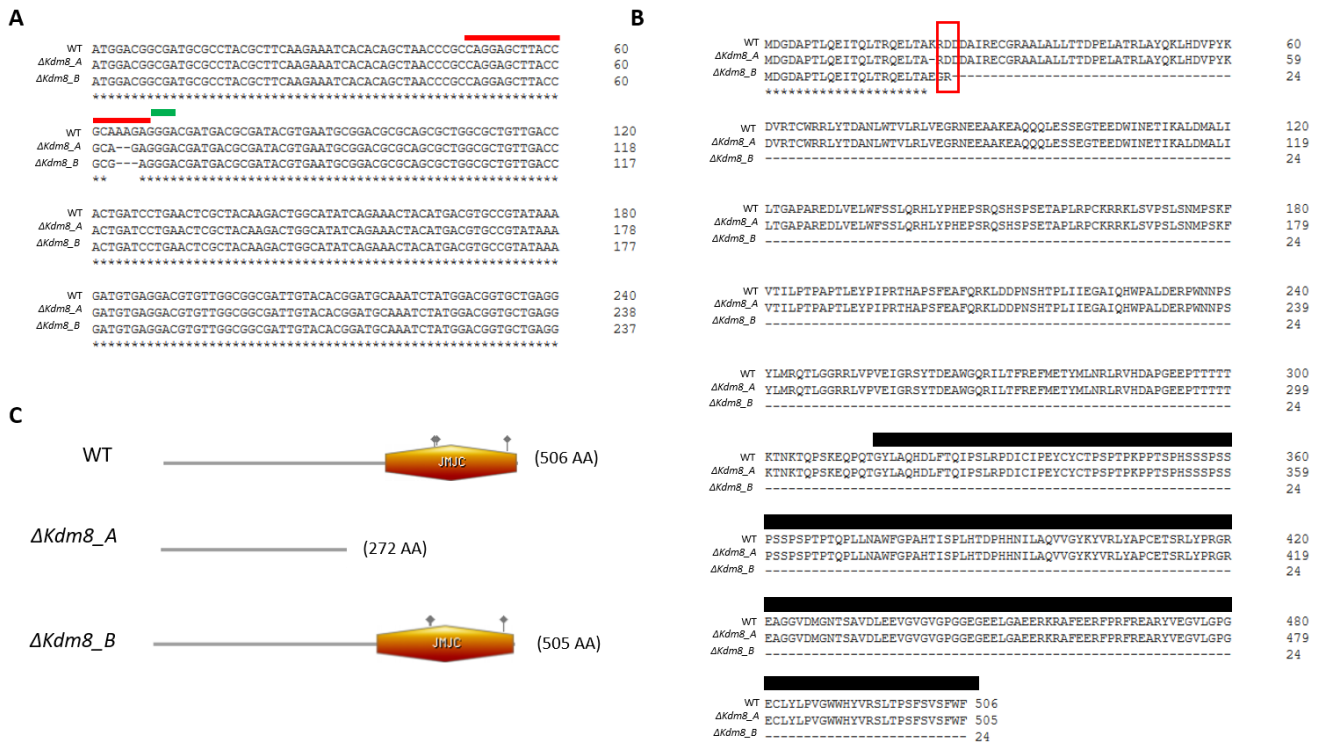 A
WT ATGGACGGCGATGCGCCTACGCTTCAAGAAATCACACAGCTAACCCGCCAGGAGCTTACC 60
ΔKdm8_A ATGGACGGCGATGCGCCTACGCTTCAAGAAATCACACAGCTAACCCGCCAGGAGCTTACC 60
ΔKdm8_B ATGGACGGCGATGCGCCTACGCTTCAAGAAATCACACAGCTAACCCGCCAGGAGCTTACC 60
************************************************************
WT GCAAAGAGGGACGATGACGCGATACGTGAATGCGGACGCGCAGCGCTGGCGCTGTTGACC 120
ΔKdm8_A GCA--GAGGGACGATGACGCGATACGTGAATGCGGACGCGCAGCGCTGGCGCTGTTGACC 118
ΔKdm8_B GCG---AGGGACGATGACGCGATACGTGAATGCGGACGCGCAGCGCTGGCGCTGTTGACC 117
** ******************************************************
WT ACTGATCCTGAACTCGCTACAAGACTGGCATATCAGAAACTACATGACGTGCCGTATAAA 180
ΔKdm8_A ACTGATCCTGAACTCGCTACAAGACTGGCATATCAGAAACTACATGACGTGCCGTATAAA 178
ΔKdm8_B ACTGATCCTGAACTCGCTACAAGACTGGCATATCAGAAACTACATGACGTGCCGTATAAA 177
************************************************************
WT GATGTGAGGACGTGTTGGCGGCGATTGTACACGGATGCAAATCTATGGACGGTGCTGAGG 240
ΔKdm8_A GATGTGAGGACGTGTTGGCGGCGATTGTACACGGATGCAAATCTATGGACGGTGCTGAGG 238
ΔKdm8_B GATGTGAGGACGTGTTGGCGGCGATTGTACACGGATGCAAATCTATGGACGGTGCTGAGG 237
************************************************************
B
WT MDGDAPTLQEITQLTRQELTAKRDDDAIRECGRAALALLTTDPELATRLAYQKLHDVPYK 60
ΔKdm8_A MDGDAPTLQEITQLTRQELTA-RDDDAIRECGRAALALLTTDPELATRLAYQKLHDVPYK 59
ΔKdm8_B MDGDAPTLQEITQLTRQELTAEGR------------------------------------ 24
*********************
WT DVRTCWRRLYTDANLWTVLRLVEGRNEEAAKEAQQQLESSEGTEEDWINETIKALDMALI 120
ΔKdm8_A DVRTCWRRLYTDANLWTVLRLVEGRNEEAAKEAQQQLESSEGTEEDWINETIKALDMALI 119
ΔKdm8_B ------------------------------------------------------------ 24
WT LTGAPAREDLVELWFSSLQRHLYPHEPSRQSHSPSETAPLRPCKRRKLSVPSLSNMPSKF 180
ΔKdm8_A LTGAPAREDLVELWFSSLQRHLYPHEPSRQSHSPSETAPLRPCKRRKLSVPSLSNMPSKF 179
ΔKdm8_B ------------------------------------------------------------ 24
WT VTILPTPAPTLEYPIPRTHAPSFEAFQRKLDDPNSHTPLIIEGAIQHWPALDERPWNNPS 240
ΔKdm8_A VTILPTPAPTLEYPIPRTHAPSFEAFQRKLDDPNSHTPLIIEGAIQHWPALDERPWNNPS 239
ΔKdm8_B ------------------------------------------------------------ 24
WT YLMRQTLGGRRLVPVEIGRSYTDEAWGQRILTFREFMETYMLNRLRVHDAPGEEPTTTTT 300
ΔKdm8_A YLMRQTLGGRRLVPVEIGRSYTDEAWGQRILTFREFMETYMLNRLRVHDAPGEEPTTTTT 299
ΔKdm8_B ------------------------------------------------------------ 24
WT KTNKTQPSKEQPQTGYLAQHDLFTQIPSLRPDICIPEYCYCTPSPTPKPPTSPHSSSPSS 360
ΔKdm8_A KTNKTQPSKEQPQTGYLAQHDLFTQIPSLRPDICIPEYCYCTPSPTPKPPTSPHSSSPSS 359
ΔKdm8_B ------------------------------------------------------------ 24
WT PSSPSPTPTQPLLNAWFGPAHTISPLHTDPHHNILAQVVGYKYVRLYAPCETSRLYPRGR 420
ΔKdm8_A PSSPSPTPTQPLLNAWFGPAHTISPLHTDPHHNILAQVVGYKYVRLYAPCETSRLYPRGR 419
ΔKdm8_B ------------------------------------------------------------ 24
WT EAGGVDMGNTSAVDLEEVGVGVGPGGEGEELGAEERKRAFEERFPRFREARYVEGVLGPG 480
ΔKdm8_A EAGGVDMGNTSAVDLEEVGVGVGPGGEGEELGAEERKRAFEERFPRFREARYVEGVLGPG 479
ΔKdm8_B ------------------------------------------------------------ 24
WT ECLYLPVGWWHYVRSLTPSFSVSFWF 506
ΔKdm8_A ECLYLPVGWWHYVRSLTPSFSVSFWF 505
ΔKdm8_B -------------------------- 24
C
WT JMJC (506 AA)
ΔKdm8_A (272 AA)
ΔKdm8_B JMJC (505 AA)